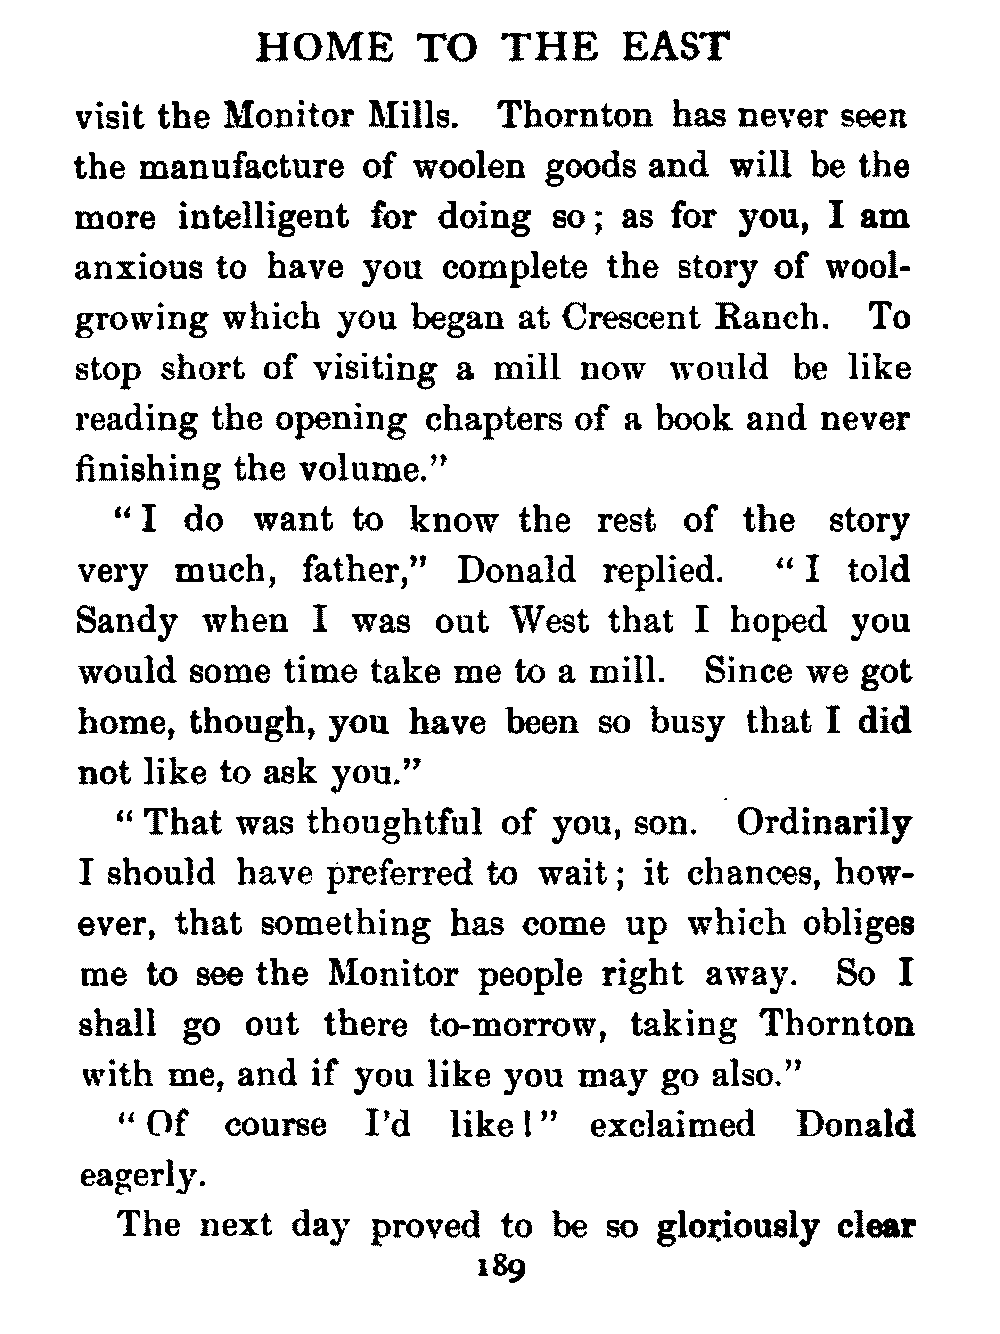 HOME TO THE EAST
visit the Monitor Mills. Thornton has never seen
the manufacture of woolen goods and will be the
more intelligent for doing so; as for you, I am
anxious to have you complete the story of wool-
growing which you began at Crescent Ranch. To
stop short of visiting a mill now would be like
reading the opening chapters of a book and never
finishing the volume."
"I do want to know the rest of the story
very much, father," Donald replied. "I told
Sandy when I was out West that I hoped you
would some time take me to a mill. Since we got
home, though, you have been so busy that I did
not like to ask you."
"That was thoughtful of you, son. Ordinarily
I should have preferred to wait; it chances, how-
ever, that something has come up which obliges
me to see the Monitor people right away. So I
shall go out there to-morrow, taking Thornton
with me, and if you like you may go also."
"Of course I'd like!" exclaimed Donald
eagerly.
The next day proved to be so gloriously clear
189